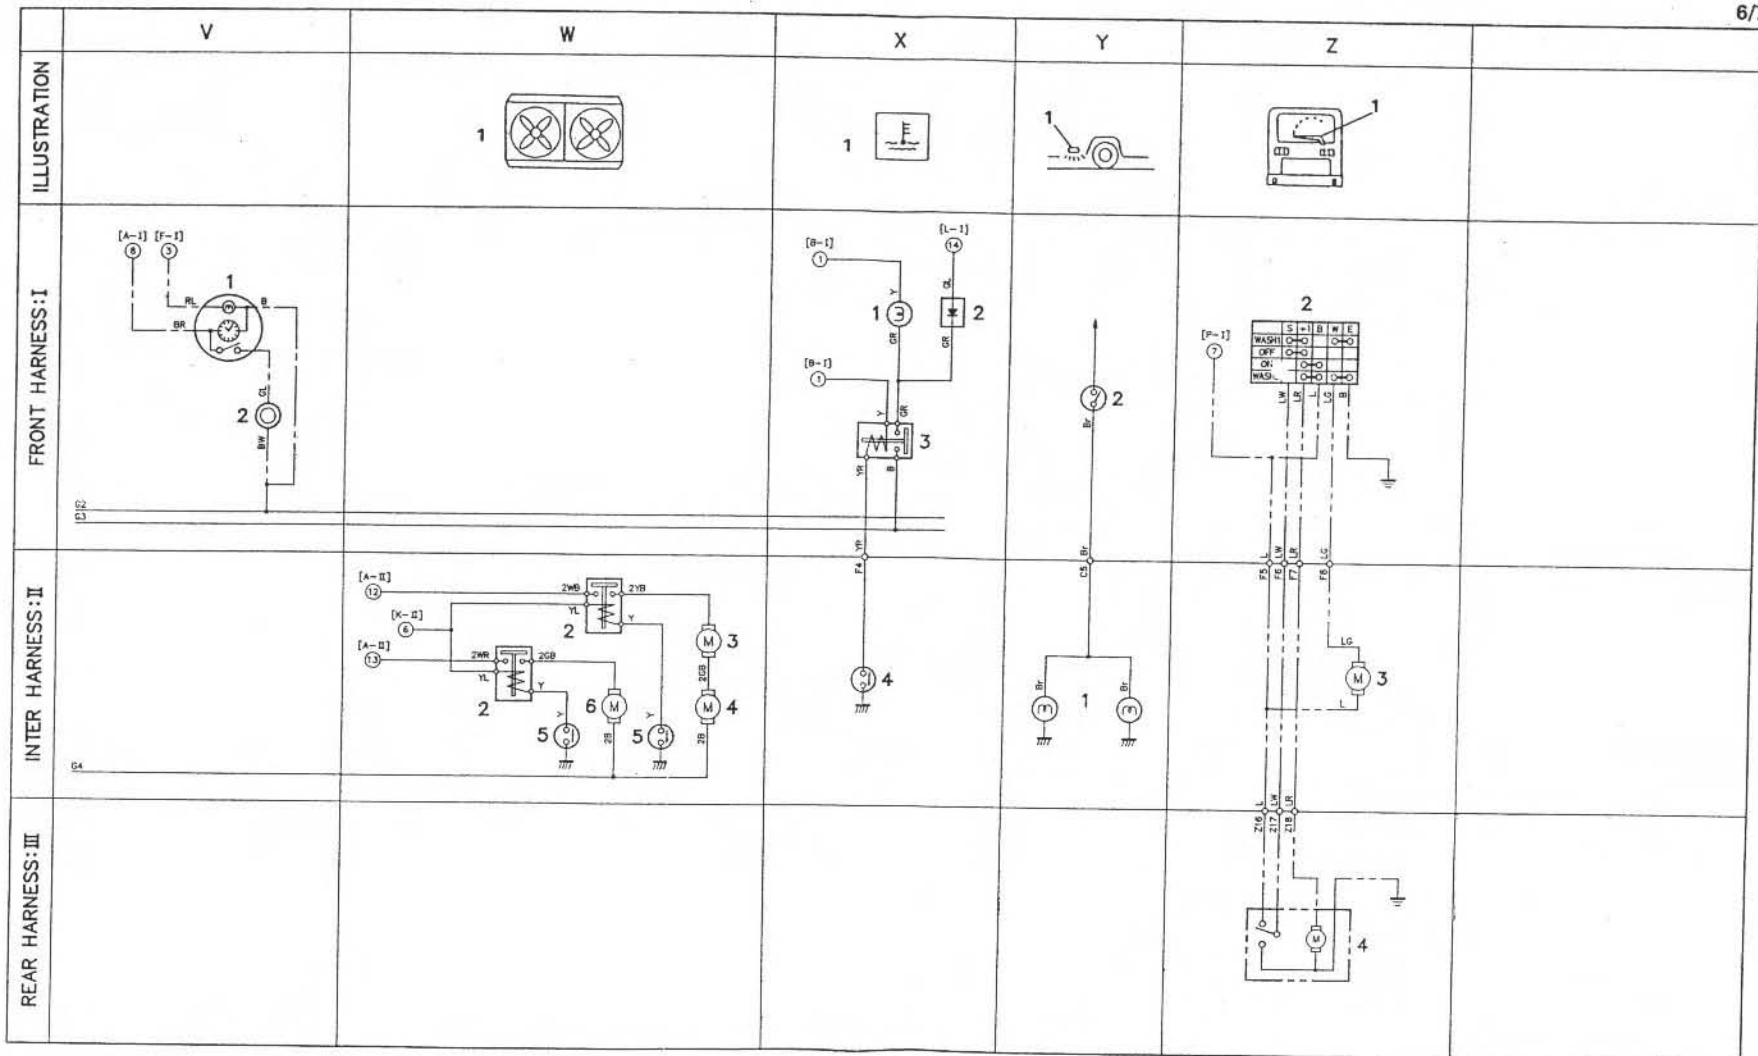 6/
V W X Y Z
ILLUSTRATION
1 1 1 1
FRONT HARNESS:I
[A-I] [F-I]
8 3
1
RL B
BR
GL
2
BW
G2
G3
[B-I] [L-I]
1 14
Y GL
1 2
GR GR
[B-I]
1
Y GR
3
YR B
YR
F4
2
Br
Br
C5
2
S +1 B W E
WASH1
OFF
ON
WASH
[P-I]
7
LW LR L LG B
L LW LR LG
F5 F6 F7 F8
INTER HARNESS:II
[A-II]
12
2WB 2YB
YL Y
2
[K-II]
6
[A-II]
13
2WR 2GB
YL Y
2
M 3
2GB
6 M M 4
5 Y 5
2B 2B
G4
4
Br Br
1
LG
M 3
L
L LW LR
Z16 Z17 Z18
REAR HARNESS:III
M 4